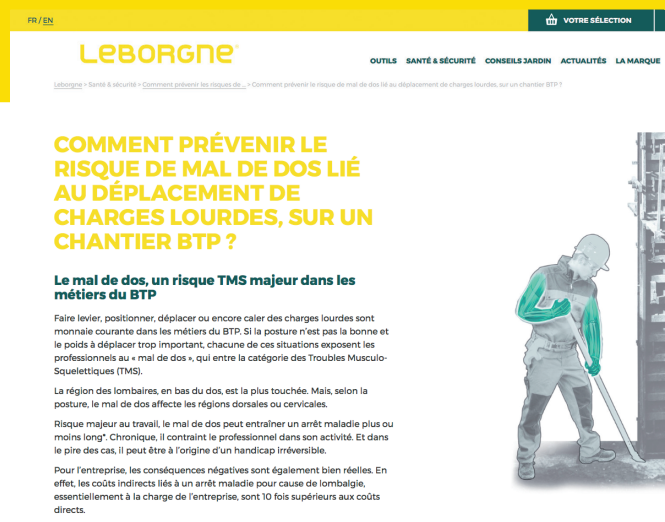 FR / EN
VOTRE SÉLECTION
LEBORGNE
OUTILS SANTÉ & SÉCURITÉ CONSEILS JARDIN ACTUALITÉS LA MARQUE
Leborgne > Santé & sécurité > Comment prévenir les risques de ... > Comment prévenir le risque de mal de dos lié au déplacement de charges lourdes, sur un chantier BTP ?
COMMENT PRÉVENIR LE
RISQUE DE MAL DE DOS LIÉ
AU DÉPLACEMENT DE
CHARGES LOURDES, SUR UN
CHANTIER BTP ?
Le mal de dos, un risque TMS majeur dans les
métiers du BTP
Faire levier, positionner, déplacer ou encore caler des charges lourdes sont
monnaie courante dans les métiers du BTP. Si la posture n'est pas la bonne et
le poids à déplacer trop important, chacune de ces situations exposent les
professionnels au « mal de dos », qui entre la catégorie des Troubles Musculo-
Squelettiques (TMS).
La région des lombaires, en bas du dos, est la plus touchée. Mais, selon la
posture, le mal de dos affecte les régions dorsales ou cervicales.
Risque majeur au travail, le mal de dos peut entraîner un arrêt maladie plus ou
moins long*. Chronique, il contraint le professionnel dans son activité. Et dans
le pire des cas, il peut être à l'origine d'un handicap irréversible.
Pour l'entreprise, les conséquences négatives sont également bien réelles. En
effet, les coûts indirects liés à un arrêt maladie pour cause de lombalgie,
essentiellement à la charge de l'entreprise, sont 10 fois supérieurs aux coûts
directs.